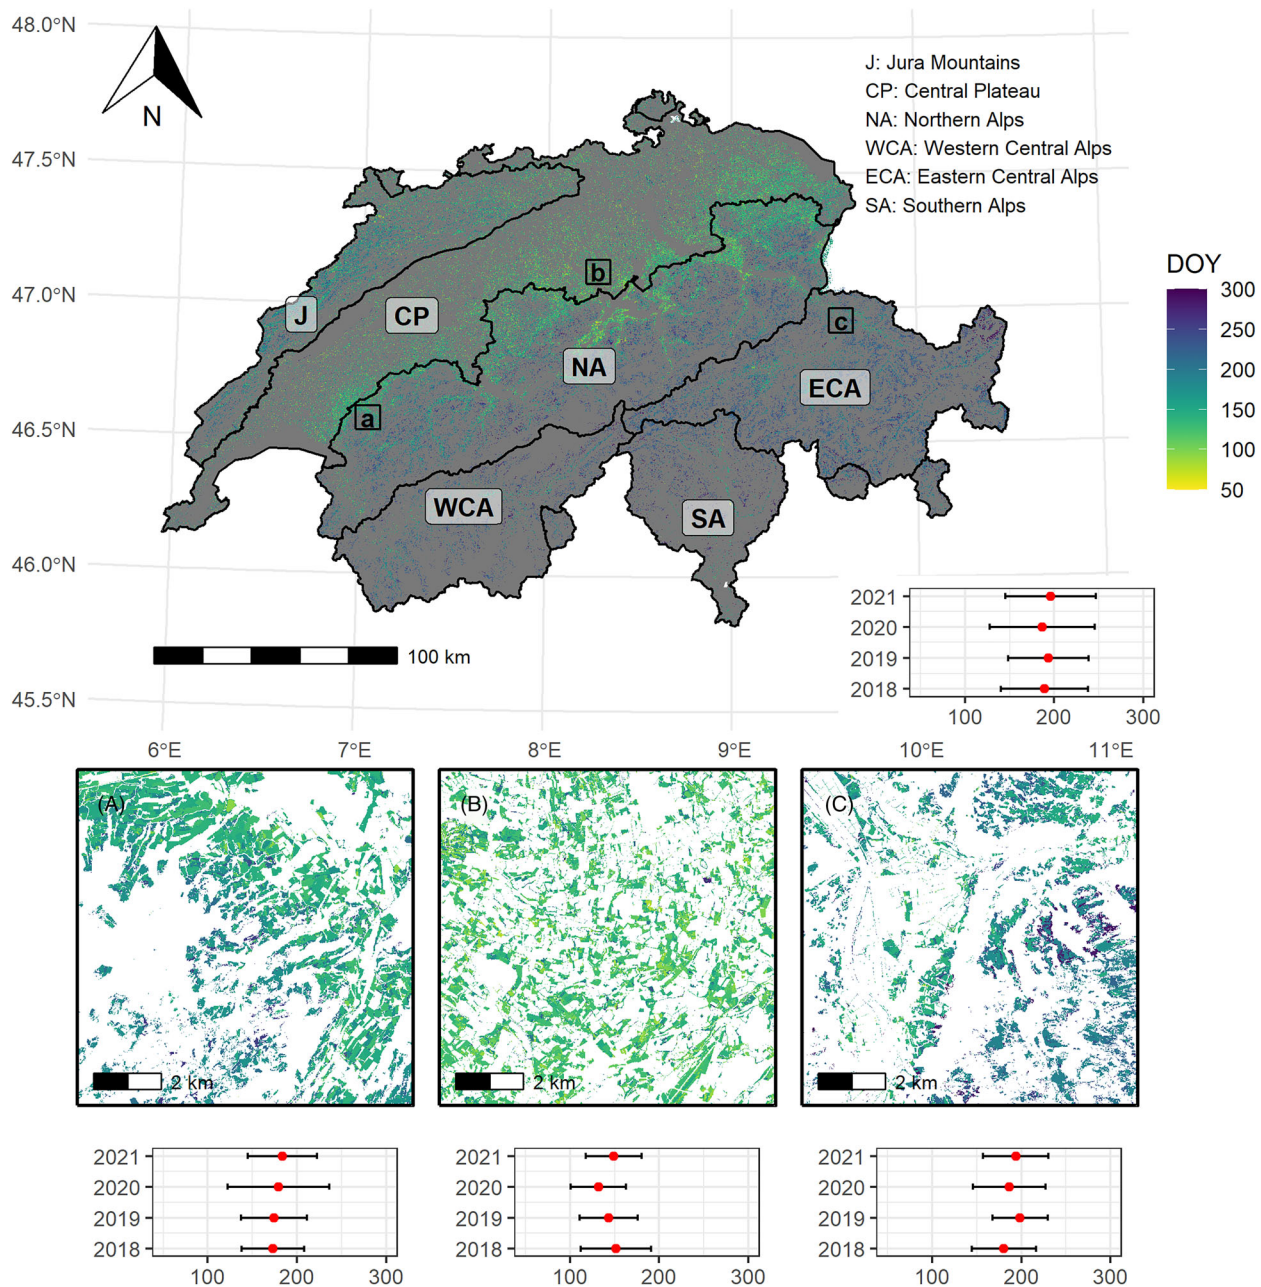 48.0°N
47.5°N
47.0°N
46.5°N
46.0°N
45.5°N
N
J: Jura Mountains
CP: Central Plateau
NA: Northern Alps
WCA: Western Central Alps
ECA: Eastern Central Alps
SA: Southern Alps
DOY
300
250
200
150
100
50
J
CP
b
NA
c
ECA
a
WCA
SA
100 km
2021
2020
2019
2018
100 200 300
6°E 7°E 8°E 9°E 10°E 11°E
(A) (B) (C)
2 km 2 km 2 km
2021
2020
2019
2018
100 200 300
2021
2020
2019
2018
100 200 300
2021
2020
2019
2018
100 200 300